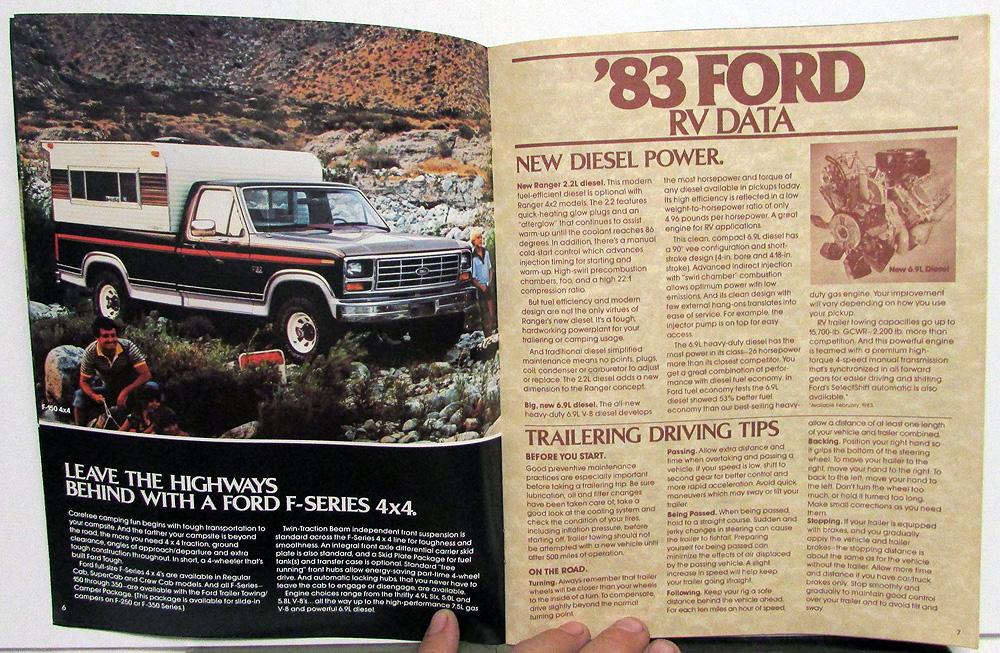 F-150 4x4
LEAVE THE HIGHWAYS
BEHIND WITH A FORD F-SERIES 4x4.
Carefree camping fun begins with tough transportation to
your campsite. And the farther your campsite is beyond
the road, the more you need 4 x 4 traction, ground
clearance, angles of approach/departure and extra
tough construction throughout. In short, a 4-wheeler that's
built Ford Tough.
Ford full-size F-Series 4 x 4's are available in Regular
Cab, SuperCab and Crew Cab models. And all F-Series—
150 through 350—are available with the Ford Trailer Towing/
Camper Package. (This package is available for slide-in
campers on F-250 or F-350 Series.)
Twin-Traction Beam independent front suspension is
standard across the F-Series 4 x 4 line for toughness and
smoothness. An integral front axle differential carrier skid
plate is also standard, and a Skid Plate Package for fuel
tank(s) and transfer case is optional. Standard "free
running" front hubs allow energy-saving part-time 4-wheel
drive. And automatic locking hubs that you never have to
leave the cab to engage or disengage, are available.
Engine choices range from the thrifty 4.9L Six, 5.0L and
5.8L V-8's... all the way up to the high-performance 7.5L gas
V-8 and powerful 6.9L diesel.
6
'83 FORD
RV DATA
NEW DIESEL POWER.
New Ranger 2.2L diesel. This modern
fuel-efficient diesel is optional with
Ranger 4x2 models. The 2.2 features
quick-heating glow plugs and an
"afterglow" that continues to assist
warm-up until the coolant reaches 86
degrees. In addition, there's a manual
cold-start control which advances
injection timing for starting and
warm-up. High-swirl precombustion
chambers, too, and a high 22:1
compression ratio.
But fuel efficiency and modern
design are not the only virtues of
Ranger's new diesel. It's a tough,
hardworking powerplant for your
trailering or camping usage.
And traditional diesel simplified
maintenance means no points, plugs,
coil, condenser or carburetor to adjust
or replace. The 2.2L diesel adds a new
dimension to the Ranger concept.
Big, new 6.9L diesel. The all-new
heavy-duty 6.9L V-8 diesel develops
the most horsepower and torque of
any diesel available in pickups today.
Its high efficiency is reflected in a low
weight-to-horsepower ratio of only
4.96 pounds per horsepower. A great
engine for RV applications.
This clean, compact 6.9L diesel has
a 90° vee configuration and short-
stroke design (4-in. bore and 4.18-in.
stroke). Advanced indirect injection
with "swirl chamber" combustion
allows optimum power with low
emissions. And its clean design with
few external hang-ons translates into
ease of service. For example, the
injector pump is on top for easy
access.
The 6.9L heavy-duty diesel has the
most power in its class—26 horsepower
more than its closest competitor. You
get a great combination of perfor-
mance with diesel fuel economy. In
Ford fuel economy tests the 6.9L
diesel showed 53% better fuel
economy than our best-selling heavy-
New 6.9L Diesel
duty gas engine. Your improvement
will vary depending on how you use
your pickup.
RV trailer towing capacities go up to
15,700-lb. GCWR—2,200 lb. more than
competition. And this powerful engine
is teamed with a premium high-
torque 4-speed manual transmission
that's synchronized in all forward
gears for easier driving and shifting.
Ford's SelectShift automatic is also
available.*
*Available February, 1983.
TRAILERING DRIVING TIPS
BEFORE YOU START.
Good preventive maintenance
practices are especially important
before taking a trailering trip. Be sure
lubrication, oil and filter changes
have been taken care of, take a
good look at the cooling system and
check the condition of your tires,
including inflation pressure, before
starting off. Trailer towing should not
be attempted with a new vehicle until
after 500 miles of operation.
ON THE ROAD.
Turning. Always remember that trailer
wheels will be closer than your wheels
to the inside of a turn. To compensate,
drive slightly beyond the normal
turning point.
Passing. Allow extra distance and
time when overtaking and passing a
vehicle. If your speed is low, shift to
second gear for better control and
more rapid acceleration. Avoid quick
maneuvers which may sway or tilt your
trailer.
Being Passed. When being passed,
hold to a straight course. Sudden and
jerky changes in steering can cause
the trailer to fishtail. Preparing
yourself for being passed can
minimize the effects of air displaced
by the passing vehicle. A slight
increase in speed will help keep
your trailer going straight.
Following. Keep your rig a safe
distance behind the vehicle ahead.
For each ten miles an hour of speed,
allow a distance of at least one length
of your vehicle and trailer combined.
Backing. Position your right hand so
it grips the bottom of the steering
wheel. To move your trailer to the
right, move your hand to the right. To
back to the left, move your hand to
the left. Don't turn the wheel too
much, or hold it turned too long.
Make small corrections as you need
them.
Stopping. If your trailer is equipped
with brakes, and you gradually
apply the vehicle and trailer
brakes—the stopping distance is
about the same as for the vehicle
without the trailer. Allow more time
and distance if you have car/truck
brakes only. Stop smoothly and
gradually to maintain good control
over your trailer and to avoid tilt and
sway.
7